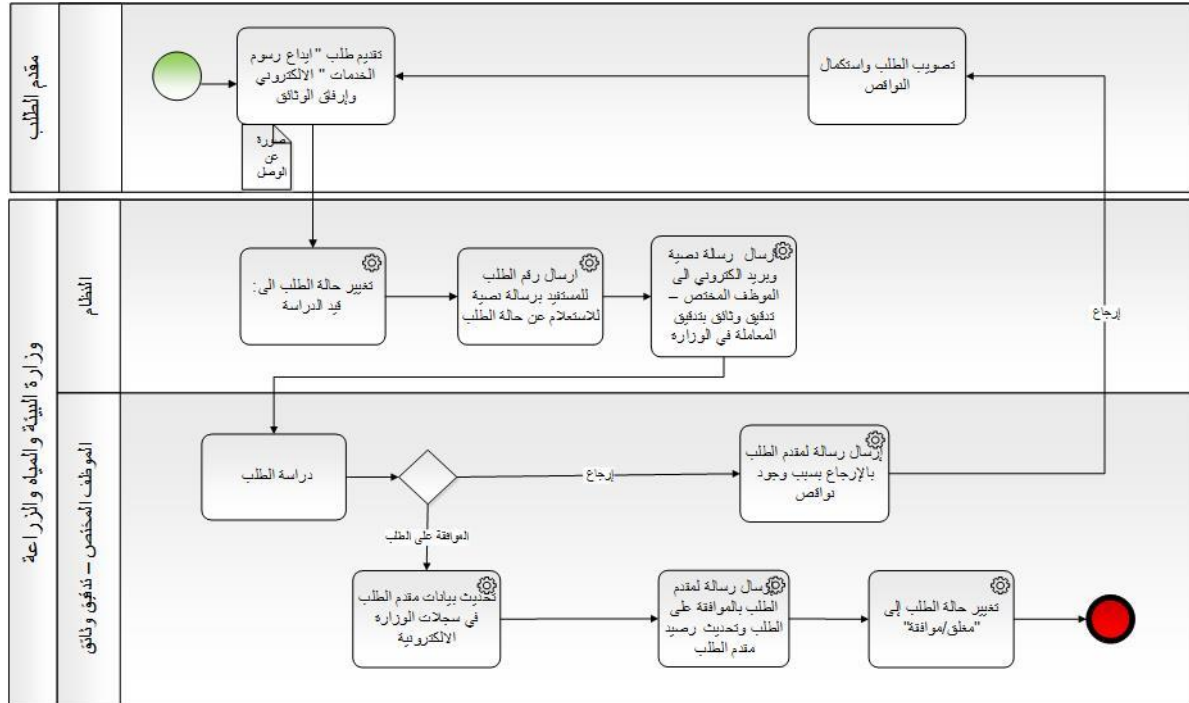 مقدم الطلب
تقديم طلب " ايداع رسوم
الخدمات " الالكتروني
وإرفاق الوثائق
صورة
عن
الوصل
تصويب الطلب واستكمال
النواقص
وزارة البيئة والمياه والزراعة
النظام
تغيير حالة الطلب الى:
قيد الدراسة
ارسال رقم الطلب
للمستفيد برسالة نصية
للاستعلام عن حالة الطلب
إرسال رسالة نصية
وبريد الكتروني الى
الموظف المختص –
تدقيق وثائق بتدقيق
المعاملة في الوزارة
إرجاع
الموظف المختص – تدقيق وثائق
دراسة الطلب
إرجاع
إرسال رسالة لمقدم الطلب
بالإرجاع بسبب وجود
نواقص
الموافقة على الطلب
تحديث بيانات مقدم الطلب
في سجلات الوزارة
الالكترونية
إرسال رسالة لمقدم
الطلب بالموافقة على
الطلب وتحديث رصيد
مقدم الطلب
تغيير حالة الطلب إلى
"مغلق/موافقة"